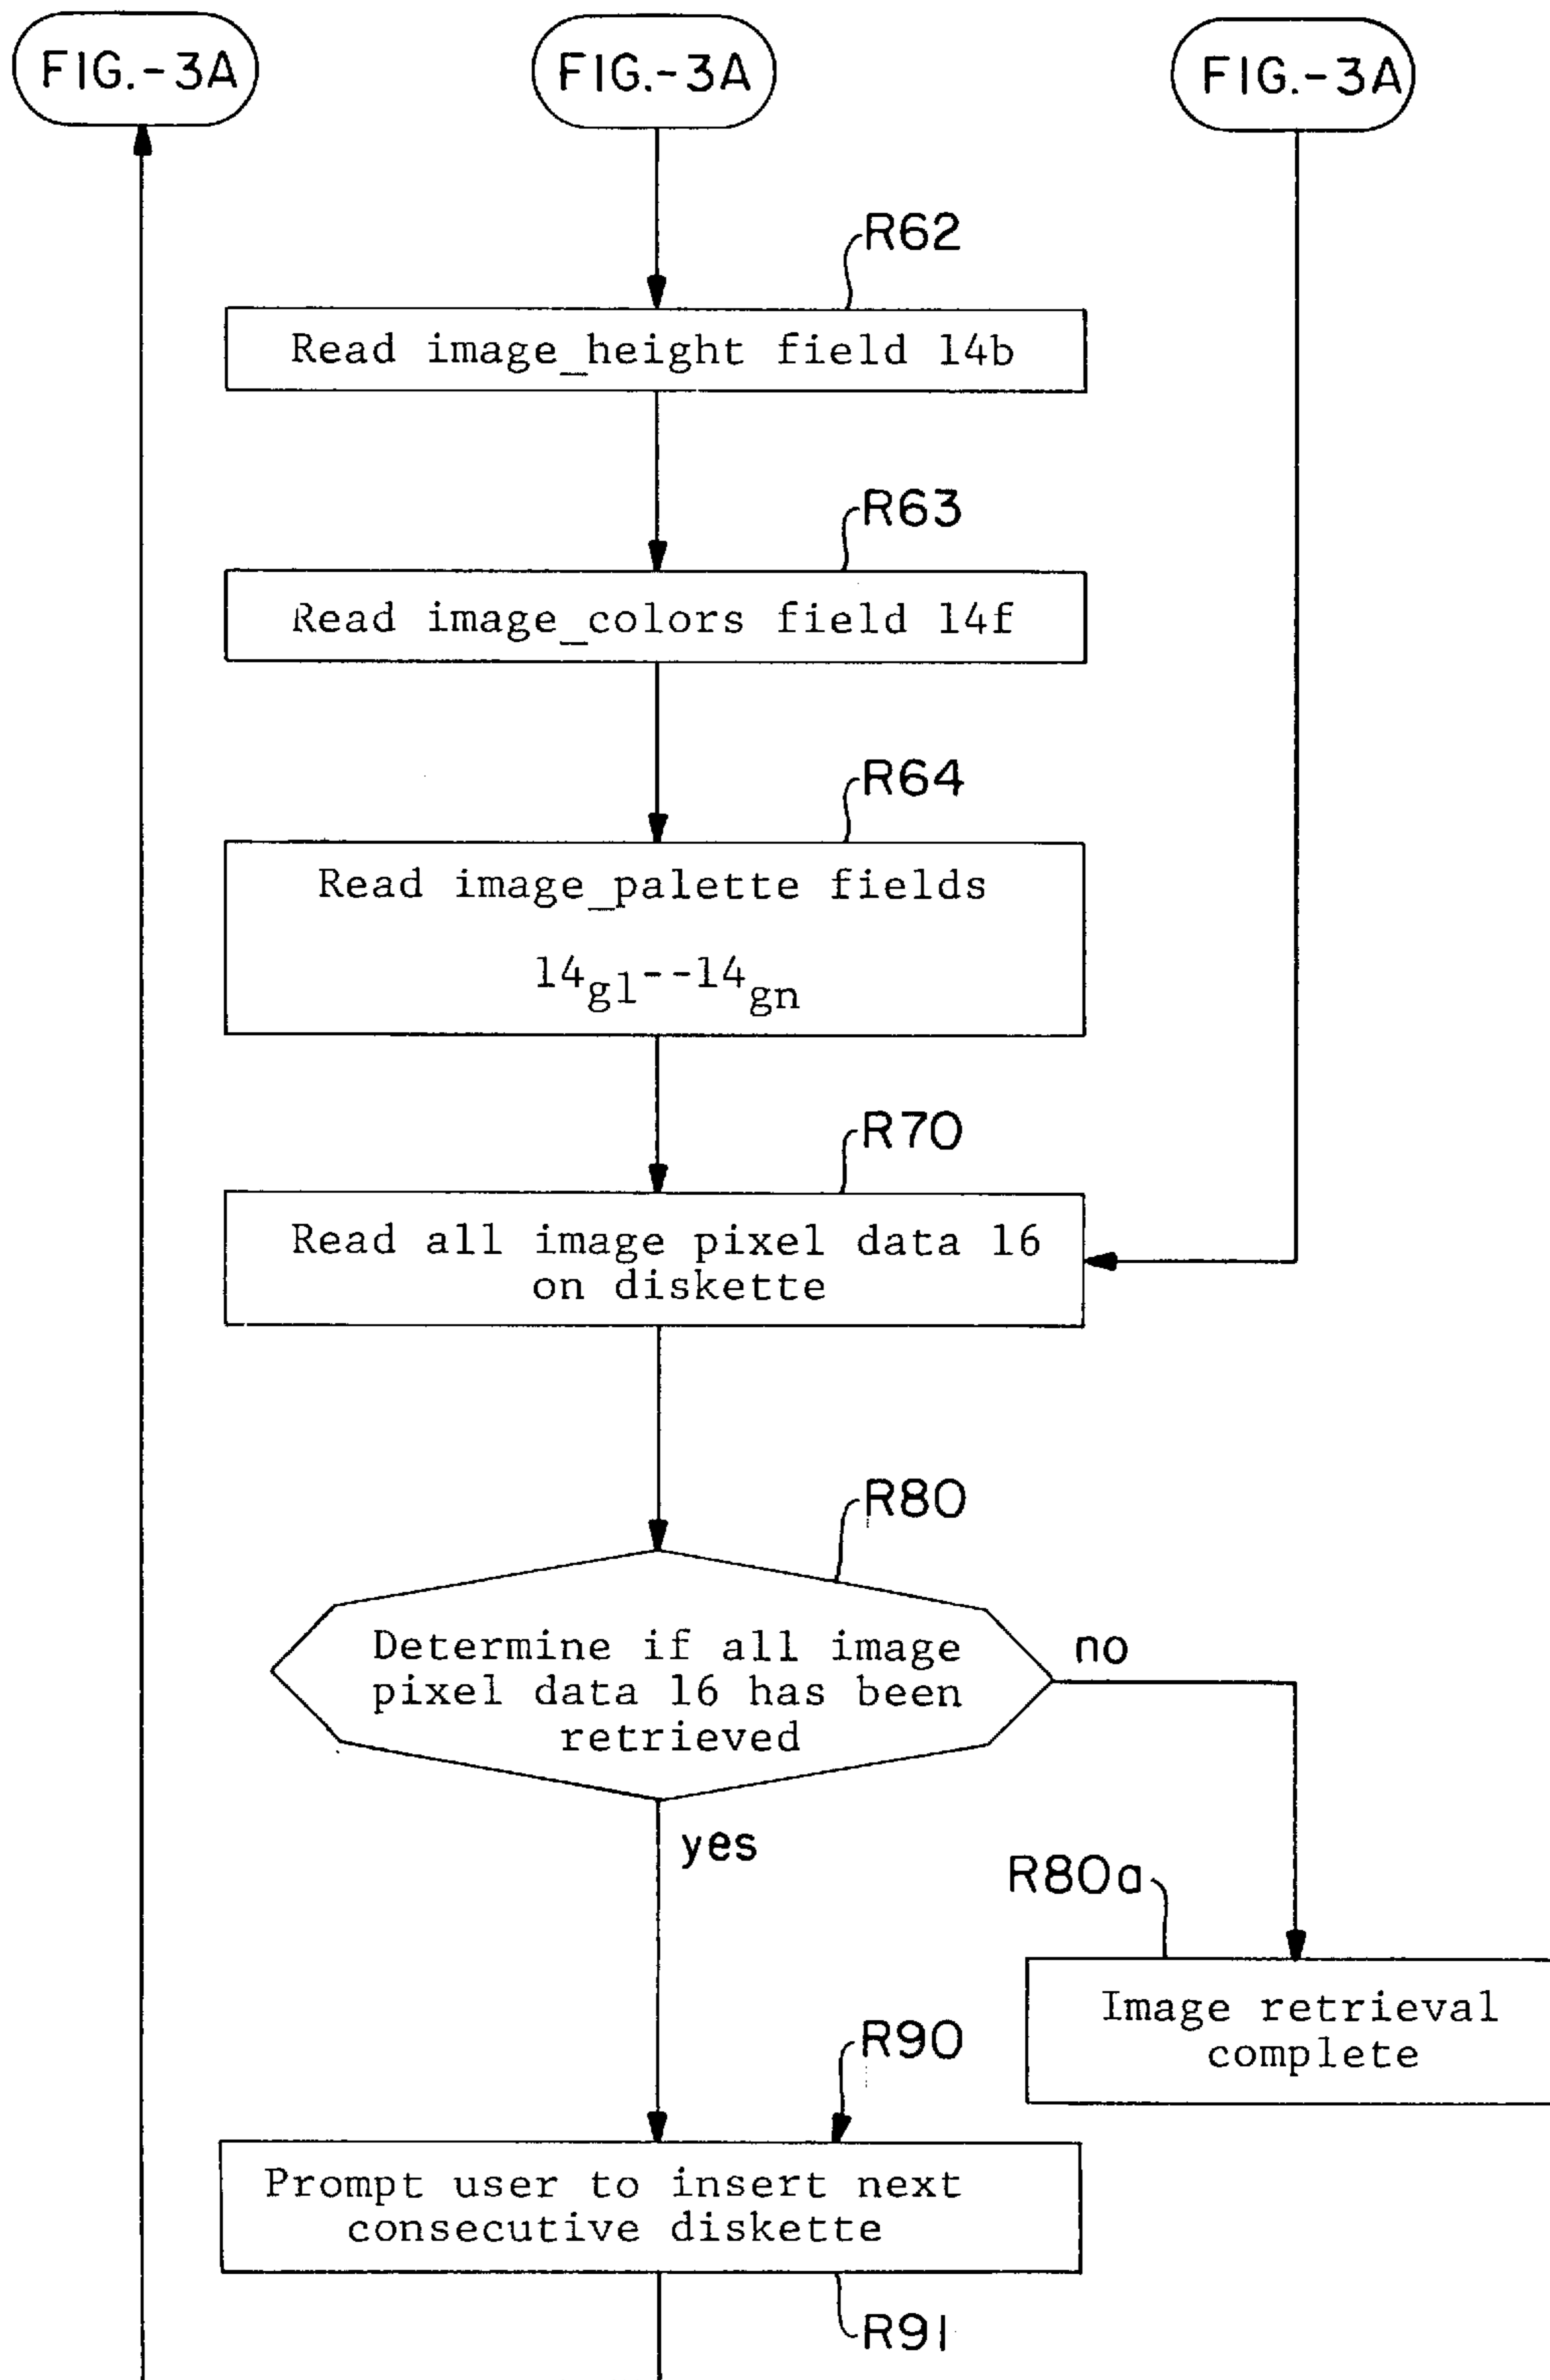 FIG.-3A
FIG.-3A
FIG.-3A
R62
Read image_height field 14b
R63
Read image_colors field 14f
R64
Read image_palette fields
14g1--14gn
R70
Read all image pixel data 16
on diskette
R80
Determine if all image
pixel data 16 has been
retrieved
no
yes
R80a
Image retrieval
complete
R90
Prompt user to insert next
consecutive diskette
R91